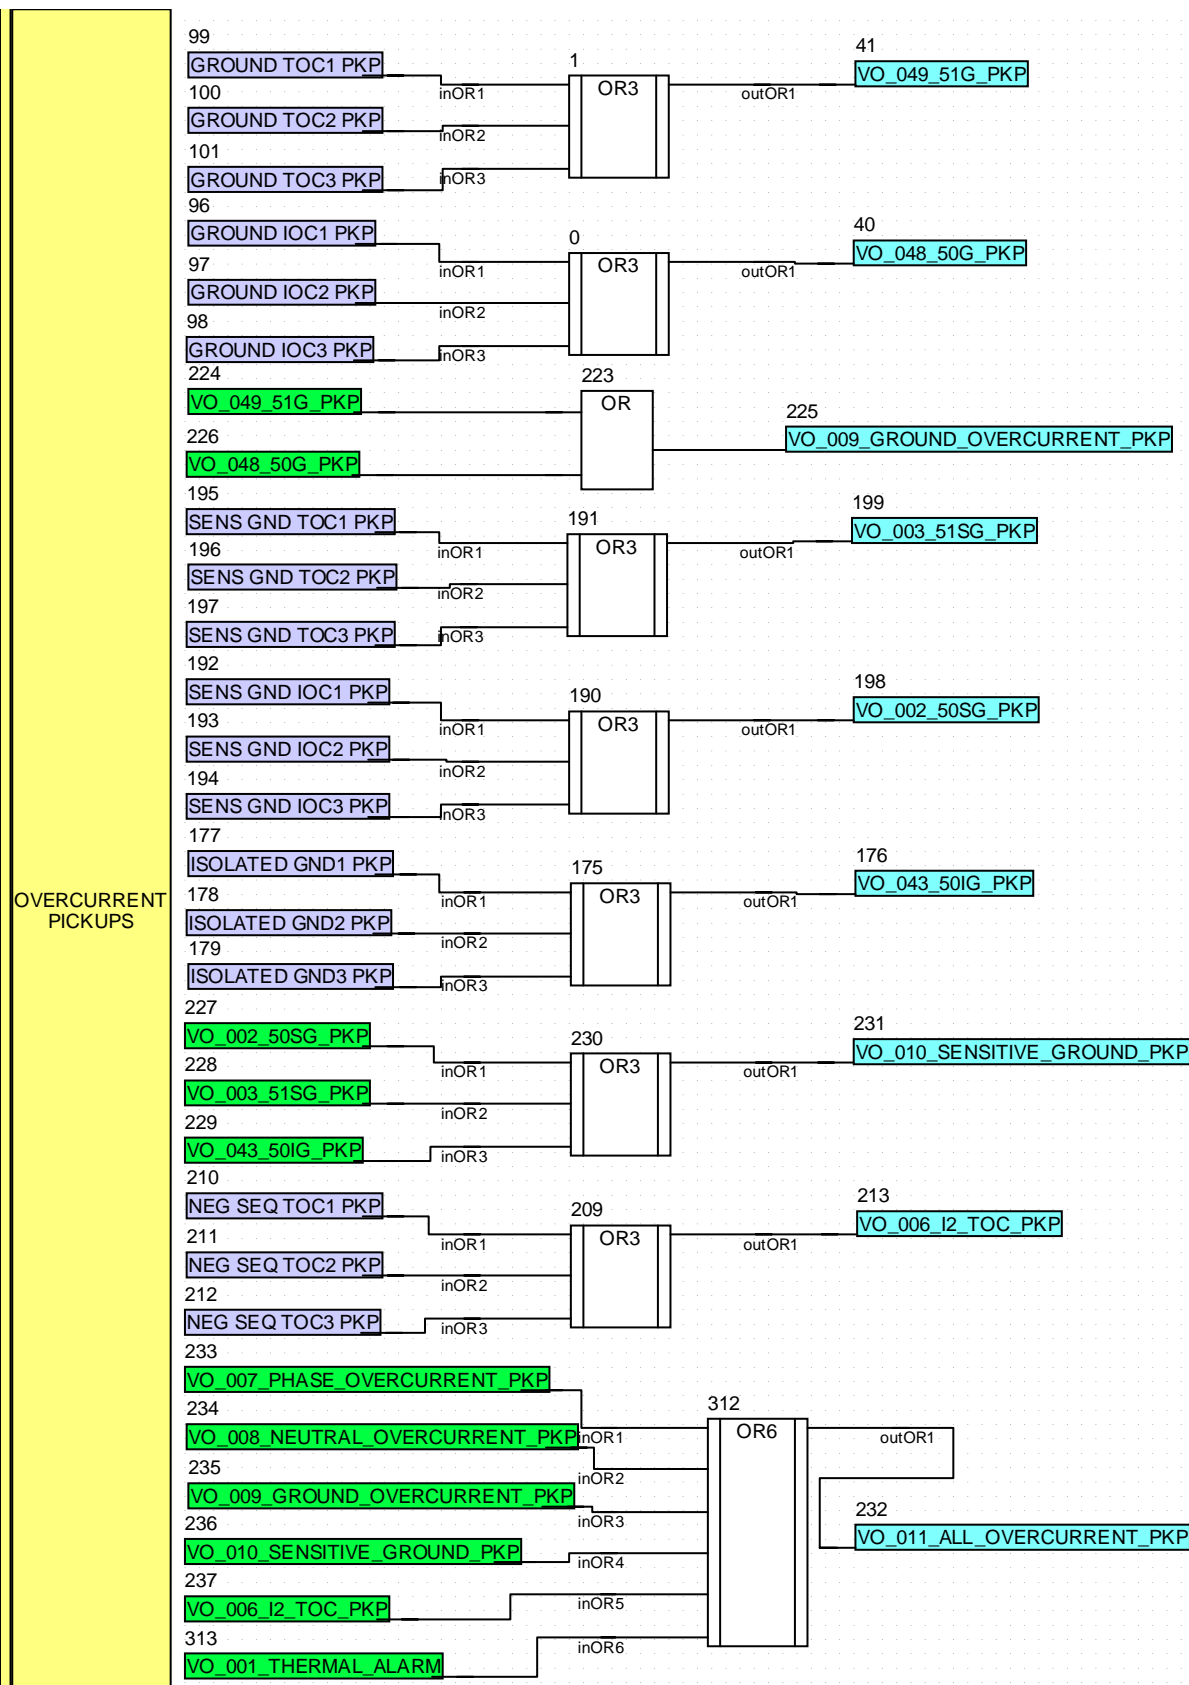 OVERCURRENT
PICKUPS
99
GROUND TOC1 PKP
100
GROUND TOC2 PKP
101
GROUND TOC3 PKP
inOR1
inOR2
inOR3
1
OR3
outOR1
41
VO_049_51G_PKP
96
GROUND IOC1 PKP
97
GROUND IOC2 PKP
98
GROUND IOC3 PKP
inOR1
inOR2
inOR3
0
OR3
outOR1
40
VO_048_50G_PKP
224
VO_049_51G_PKP
226
VO_048_50G_PKP
223
OR
225
VO_009_GROUND_OVERCURRENT_PKP
195
SENS GND TOC1 PKP
196
SENS GND TOC2 PKP
197
SENS GND TOC3 PKP
inOR1
inOR2
inOR3
191
OR3
outOR1
199
VO_003_51SG_PKP
192
SENS GND IOC1 PKP
193
SENS GND IOC2 PKP
194
SENS GND IOC3 PKP
inOR1
inOR2
inOR3
190
OR3
outOR1
198
VO_002_50SG_PKP
177
ISOLATED GND1 PKP
178
ISOLATED GND2 PKP
179
ISOLATED GND3 PKP
inOR1
inOR2
inOR3
175
OR3
outOR1
176
VO_043_50IG_PKP
227
VO_002_50SG_PKP
228
VO_003_51SG_PKP
229
VO_043_50IG_PKP
inOR1
inOR2
inOR3
230
OR3
outOR1
231
VO_010_SENSITIVE_GROUND_PKP
210
NEG SEQ TOC1 PKP
211
NEG SEQ TOC2 PKP
212
NEG SEQ TOC3 PKP
inOR1
inOR2
inOR3
209
OR3
outOR1
213
VO_006_I2_TOC_PKP
233
VO_007_PHASE_OVERCURRENT_PKP
234
VO_008_NEUTRAL_OVERCURRENT_PKP
235
VO_009_GROUND_OVERCURRENT_PKP
236
VO_010_SENSITIVE_GROUND_PKP
237
VO_006_I2_TOC_PKP
313
VO_001_THERMAL_ALARM
inOR1
inOR2
inOR3
inOR4
inOR5
inOR6
312
OR6
outOR1
232
VO_011_ALL_OVERCURRENT_PKP